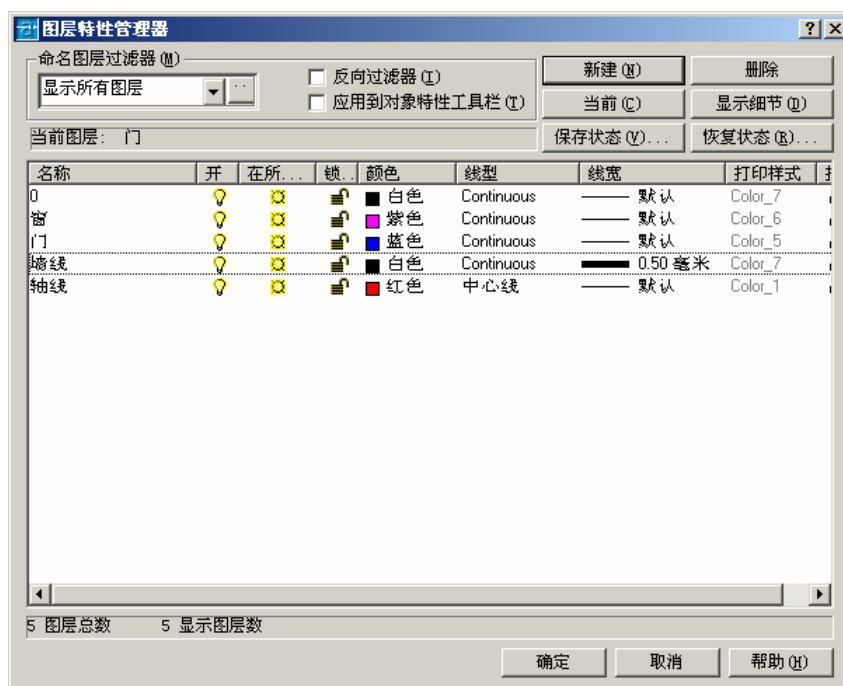 图层特性管理器
命名图层过滤器(M)
显示所有图层
反向过滤器(I)
应用到对象特性工具栏(T)
新建(N) 删除
当前(C) 显示细节(D)
当前图层: 门
保存状态(V)... 恢复状态(R)...
名称 开 在所... 锁.. 颜色 线型 线宽 打印样式
0 白色 Continuous 默认 Color_7
窗 紫色 Continuous 默认 Color_6
门 蓝色 Continuous 默认 Color_5
墙线 白色 Continuous 0.50 毫米 Color_7
轴线 红色 中心线 默认 Color_1
5 图层总数 5 显示图层数
确定 取消 帮助(H)